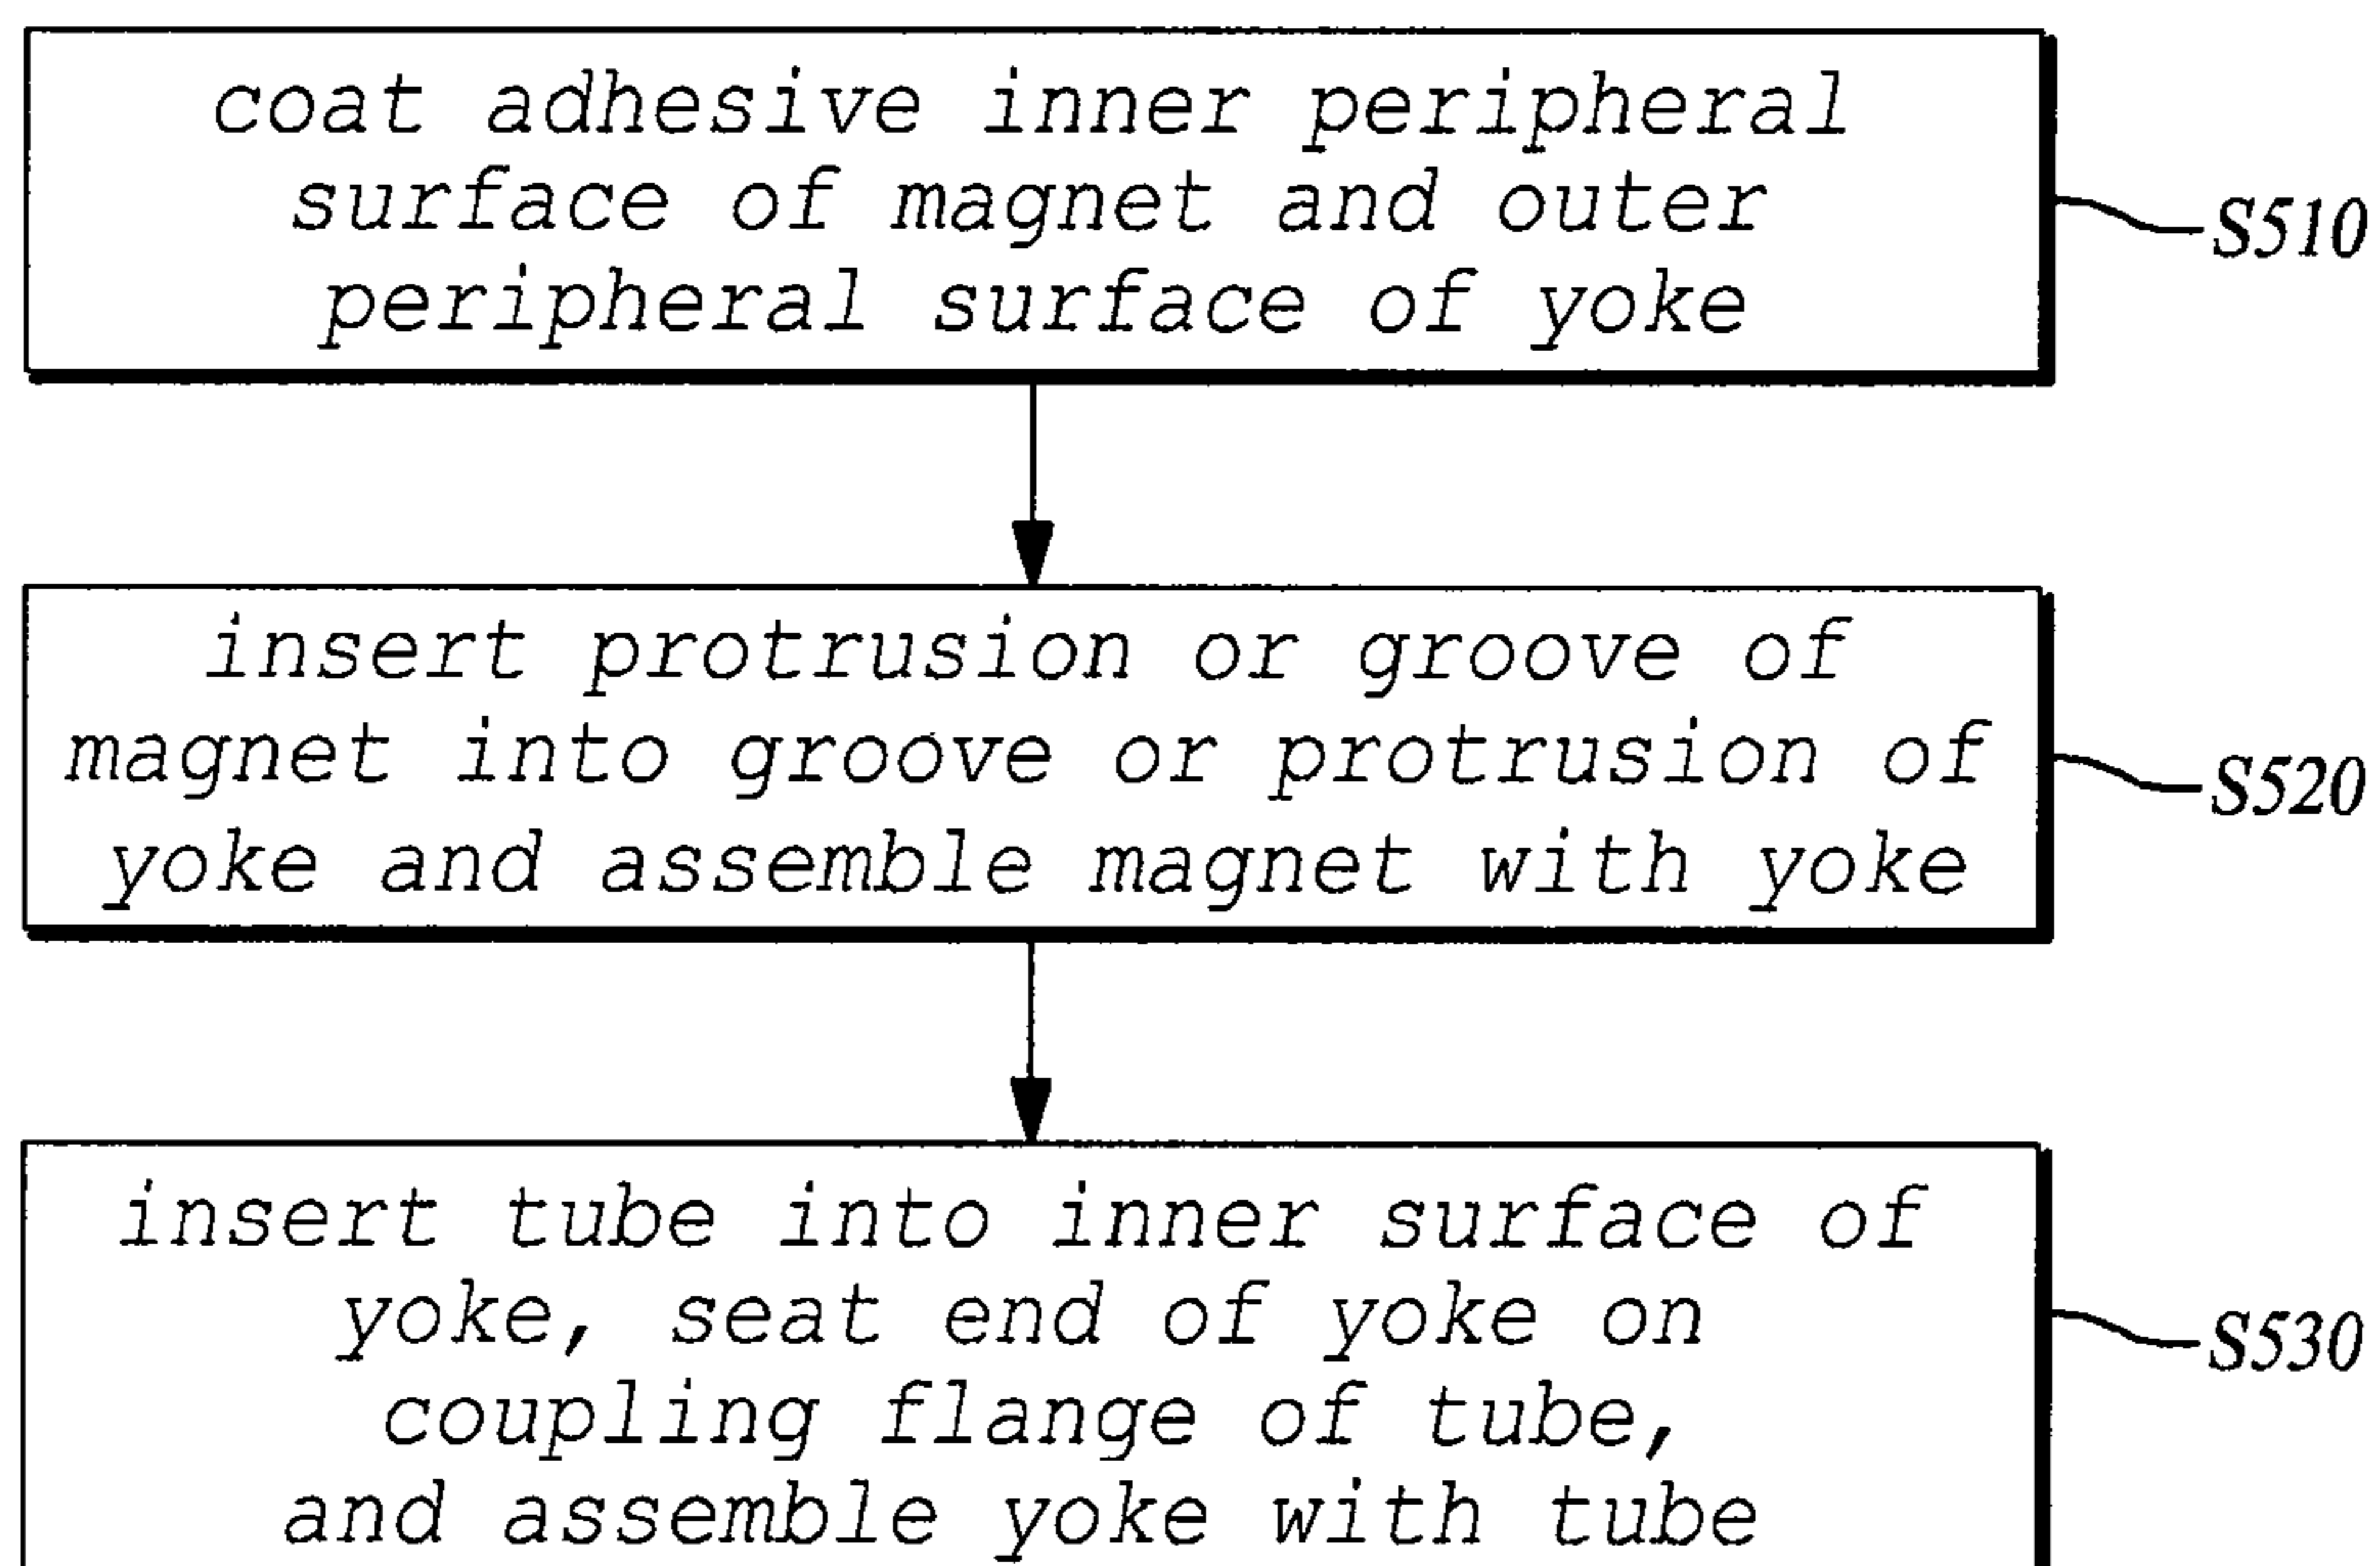 coat adhesive inner peripheral
surface of magnet and outer
peripheral surface of yoke
S510
insert protrusion or groove of
magnet into groove or protrusion of
yoke and assemble magnet with yoke
S520
insert tube into inner surface of
yoke, seat end of yoke on
coupling flange of tube,
and assemble yoke with tube
S530